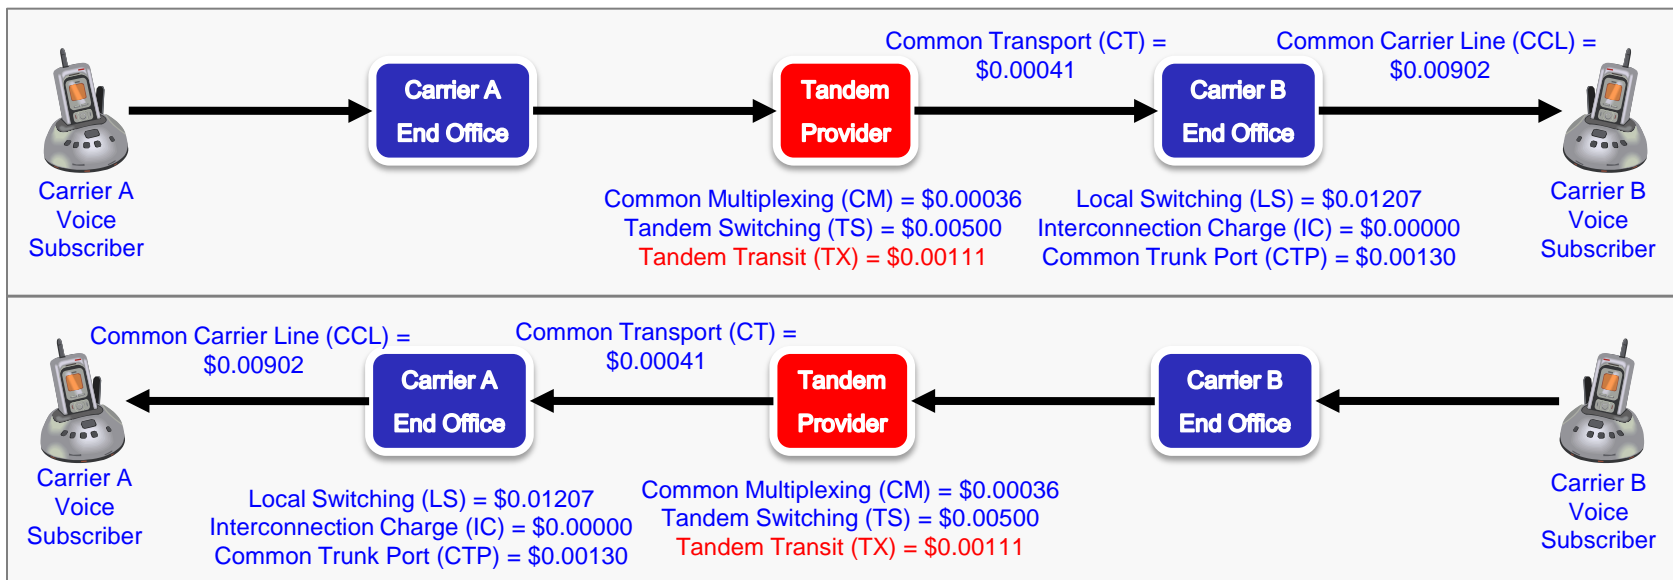 Common Transport (CT) =
$0.00041
Common Carrier Line (CCL) =
$0.00902
Carrier A
End Office
Tandem
Provider
Carrier B
End Office
Carrier A
Voice
Subscriber
Common Multiplexing (CM) = $0.00036
Tandem Switching (TS) = $0.00500
Tandem Transit (TX) = $0.00111
Local Switching (LS) = $0.01207
Interconnection Charge (IC) = $0.00000
Common Trunk Port (CTP) = $0.00130
Carrier B
Voice
Subscriber
Common Carrier Line (CCL) =
$0.00902
Common Transport (CT) =
$0.00041
Carrier A
End Office
Tandem
Provider
Carrier B
End Office
Carrier A
Voice
Subscriber
Local Switching (LS) = $0.01207
Interconnection Charge (IC) = $0.00000
Common Trunk Port (CTP) = $0.00130
Common Multiplexing (CM) = $0.00036
Tandem Switching (TS) = $0.00500
Tandem Transit (TX) = $0.00111
Carrier B
Voice
Subscriber